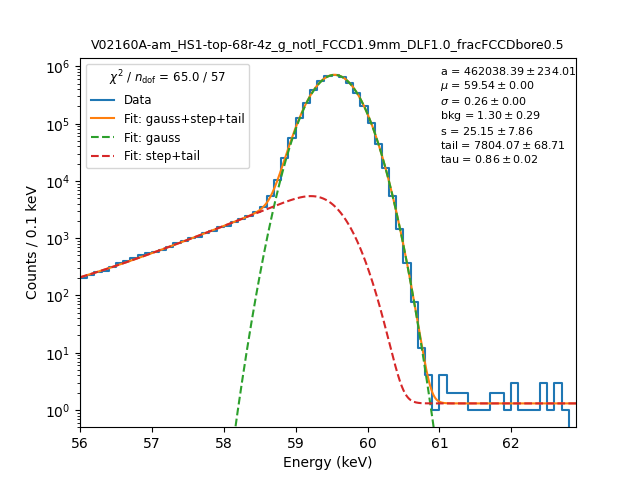 V02160A-am_HS1-top-68r-4z_g_notl_FCCD1.9mm_DLF1.0_fracFCCDbore0.5
χ² / n_dof = 65.0 / 57
Data
Fit: gauss+step+tail
Fit: gauss
Fit: step+tail
a = 462038.39 ± 234.01
μ = 59.54 ± 0.00
σ = 0.26 ± 0.00
bkg = 1.30 ± 0.29
s = 25.15 ± 7.86
tail = 7804.07 ± 68.71
tau = 0.86 ± 0.02
Counts / 0.1 keV
10⁶
10⁵
10⁴
10³
10²
10¹
10⁰
56 57 58 59 60 61 62
Energy (keV)